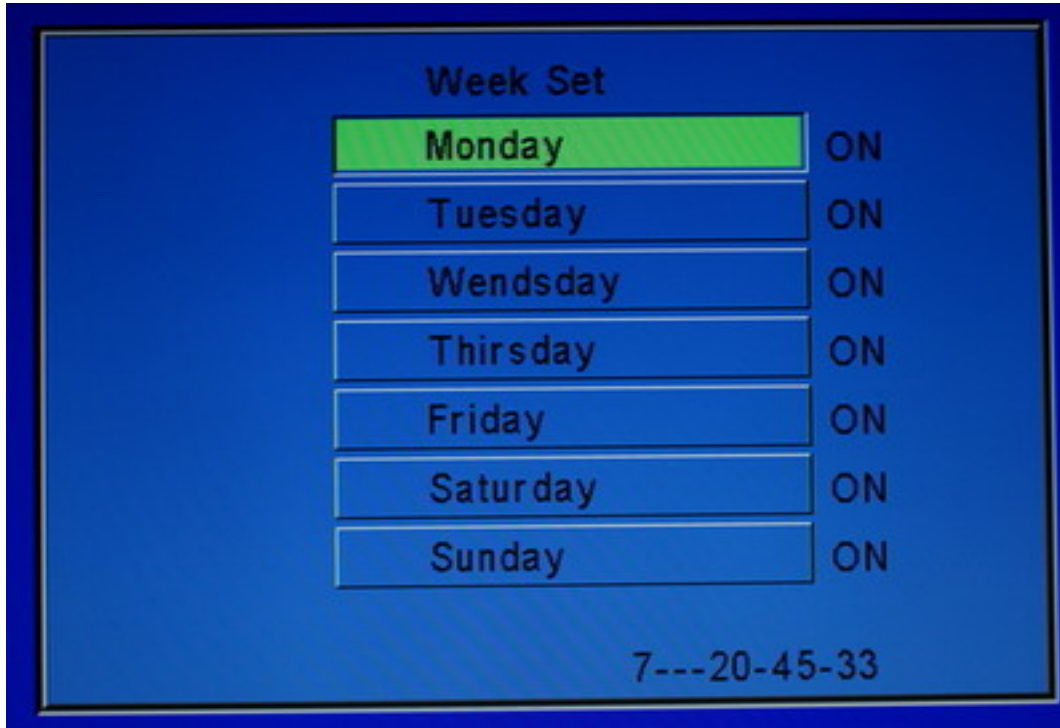 Week Set
Monday ON
Tuesday ON
Wendsday ON
Thirsday ON
Friday ON
Saturday ON
Sunday ON
7---20-45-33